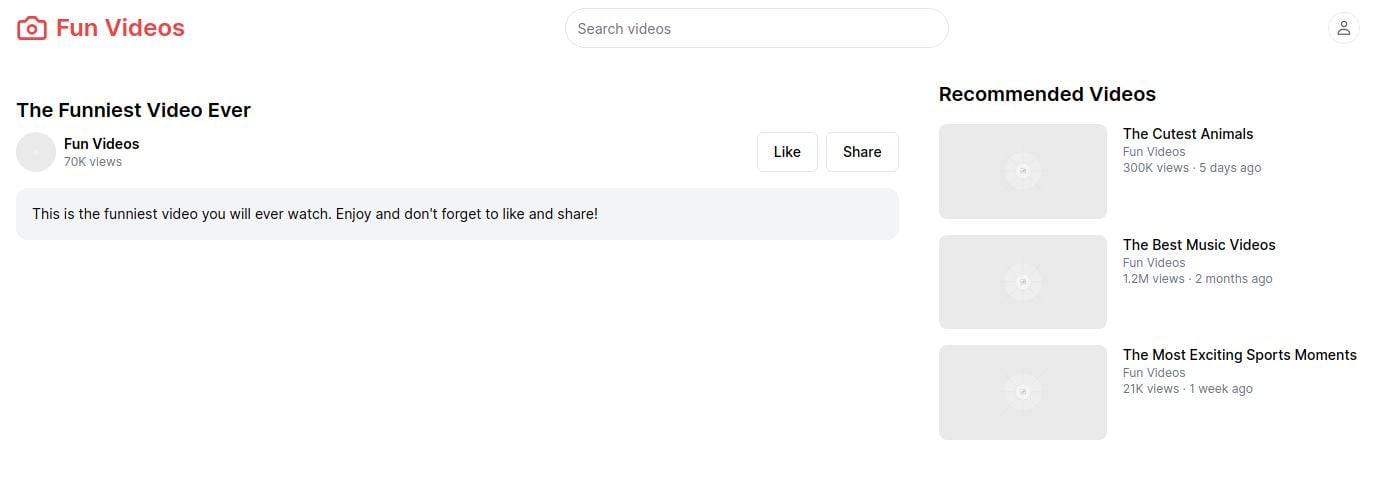 Fun Videos
Search videos
The Funniest Video Ever
Fun Videos
70K views
Like
Share
This is the funniest video you will ever watch. Enjoy and don't forget to like and share!
Recommended Videos
The Cutest Animals
Fun Videos
300K views · 5 days ago
The Best Music Videos
Fun Videos
1.2M views · 2 months ago
The Most Exciting Sports Moments
Fun Videos
21K views · 1 week ago